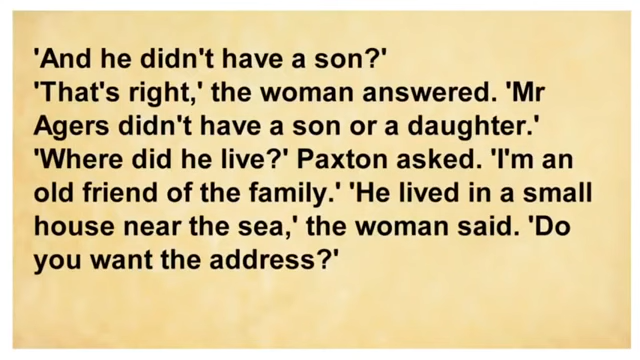 'And he didn't have a son?'
'That's right,' the woman answered. 'Mr
Agers didn't have a son or a daughter.'
'Where did he live?' Paxton asked. 'I'm an
old friend of the family.' 'He lived in a small
house near the sea,' the woman said. 'Do
you want the address?'